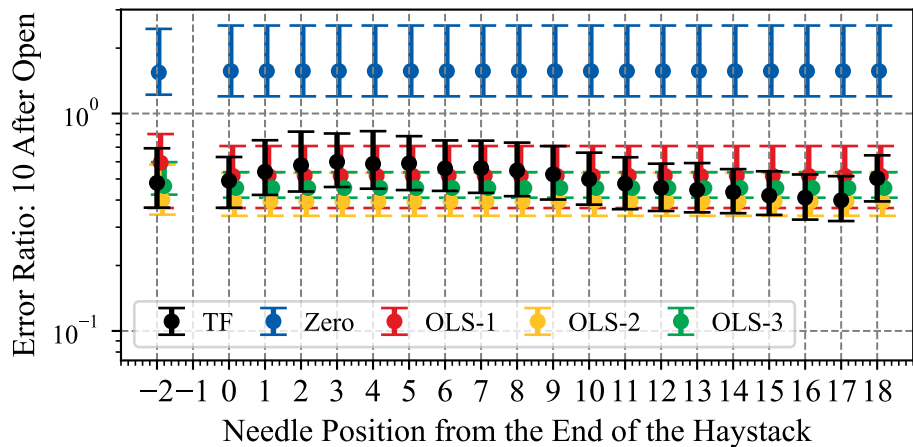 Error Ratio: 10 After Open
10⁰
10⁻¹
TF Zero OLS-1 OLS-2 OLS-3
−2 −1 0 1 2 3 4 5 6 7 8 9 10 11 12 13 14 15 16 17 18
Needle Position from the End of the Haystack